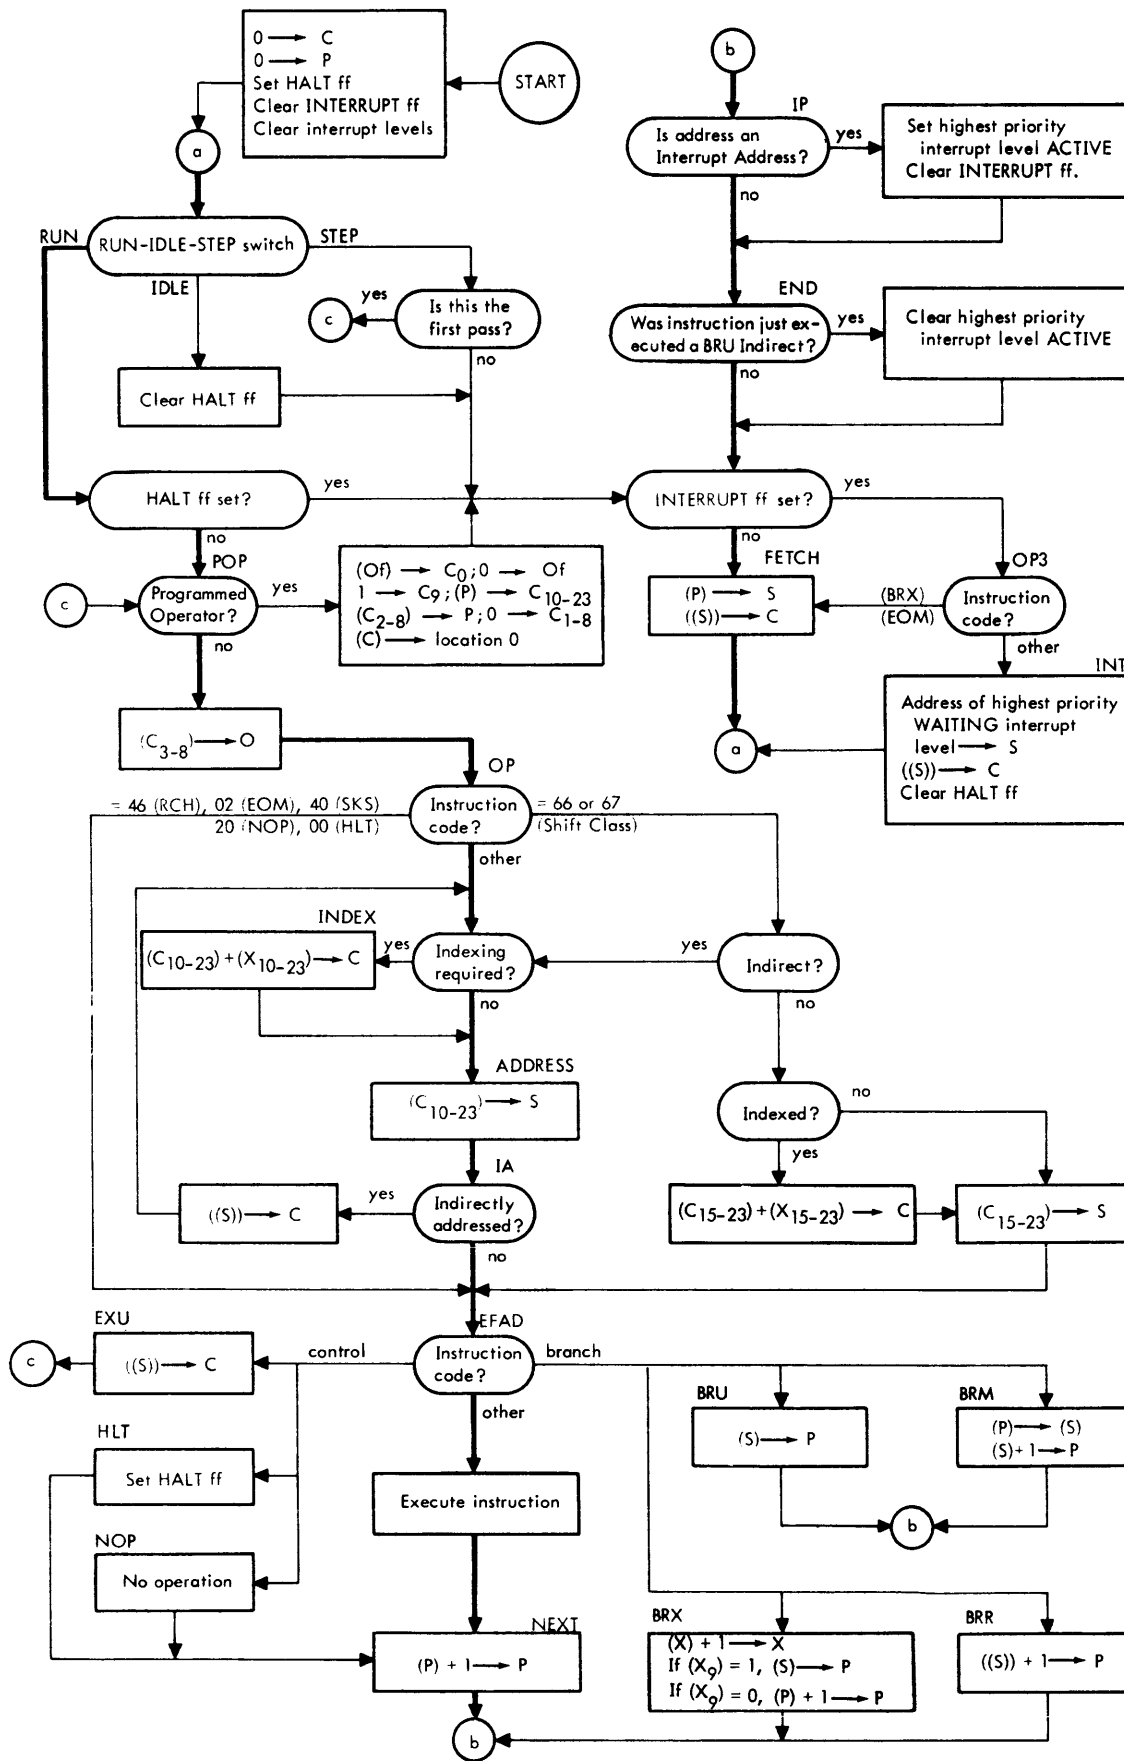 0 → C
0 → P
Set HALT ff
Clear INTERRUPT ff
Clear interrupt levels
START
a
RUN
RUN-IDLE-STEP switch
STEP
IDLE
yes
c
Is this the
first pass?
no
Clear HALT ff
HALT ff set?
yes
no
POP
c
Programmed
Operator?
yes
no
(Of) → C0; 0 → Of
1 → C9; (P) → C10-23
(C2-8) → P; 0 → C1-8
(C) → location 0
(C3-8) → O
OP
= 46 (RCH), 02 (EOM), 40 (SKS)
20 (NOP), 00 (HLT)
Instruction
code?
= 66 or 67
(Shift Class)
other
INDEX
(C10-23) + (X10-23) → C
yes
Indexing
required?
no
yes
Indirect?
no
ADDRESS
(C10-23) → S
Indexed?
no
yes
IA
((S)) → C
yes
Indirectly
addressed?
no
(C15-23) + (X15-23) → C
(C15-23) → S
EFAD
EXU
c
((S)) → C
control
Instruction
code?
branch
other
HLT
Set HALT ff
NOP
No operation
Execute instruction
NEXT
(P) + 1 → P
b
BRU
(S) → P
BRM
(P) → (S)
(S) + 1 → P
b
BRX
(X) + 1 → X
If (X9) = 1, (S) → P
If (X9) = 0, (P) + 1 → P
BRR
((S)) + 1 → P
b
IP
Is address an
Interrupt Address?
yes
no
Set highest priority
interrupt level ACTIVE
Clear INTERRUPT ff.
END
Was instruction just ex-
ecuted a BRU Indirect?
yes
no
Clear highest priority
interrupt level ACTIVE
INTERRUPT ff set?
yes
no
FETCH
(P) → S
((S)) → C
OP3
(BRX)
(EOM)
Instruction
code?
other
INT
Address of highest priority
WAITING interrupt
level → S
((S)) → C
Clear HALT ff
a